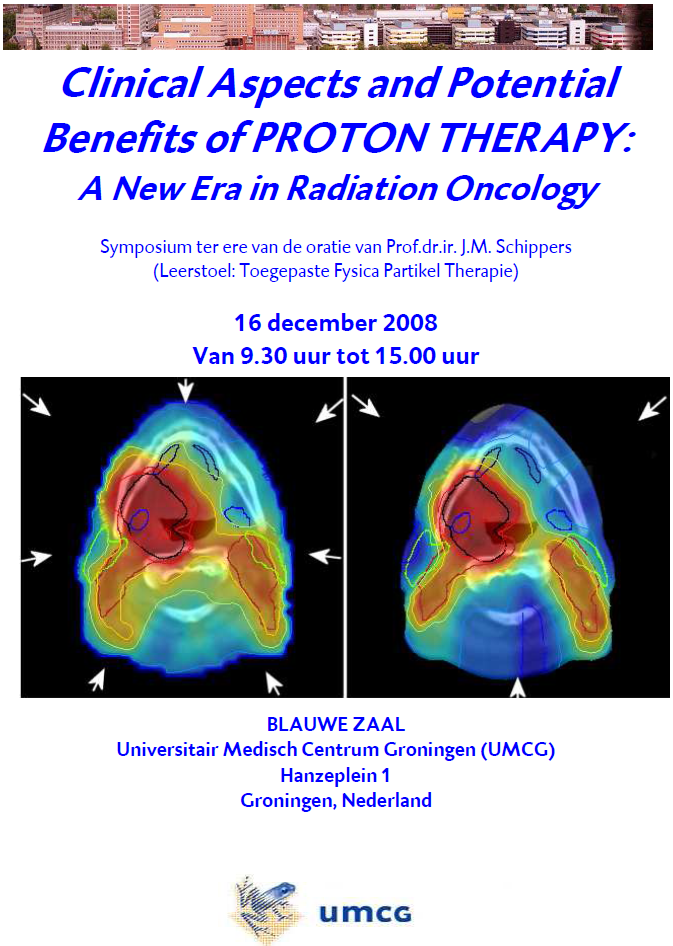 Clinical Aspects and Potential
Benefits of PROTON THERAPY:
A New Era in Radiation Oncology
Symposium ter ere van de oratie van Prof.dr.ir. J.M. Schippers
(Leerstoel: Toegepaste Fysica Partikel Therapie)
16 december 2008
Van 9.30 uur tot 15.00 uur
BLAUWE ZAAL
Universitair Medisch Centrum Groningen (UMCG)
Hanzeplein 1
Groningen, Nederland
umcg